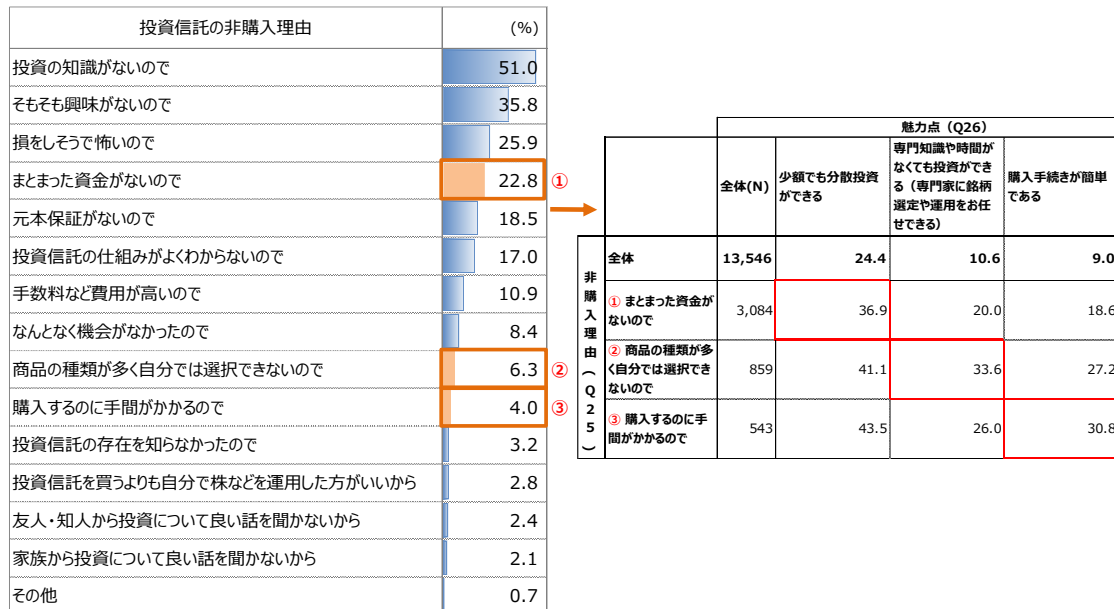 投資信託の非購入理由 (%)
投資の知識がないので 51.0
そもそも興味がないので 35.8
損をしそうで怖いので 25.9
まとまった資金がないので 22.8 ①
元本保証がないので 18.5
投資信託の仕組みがよくわからないので 17.0
手数料など費用が高いので 10.9
なんとなく機会がなかったので 8.4
商品の種類が多く自分では選択できないので 6.3 ②
購入するのに手間がかかるので 4.0 ③
投資信託の存在を知らなかったので 3.2
投資信託を買うよりも自分で株などを運用した方がいいから 2.8
友人・知人から投資について良い話を聞かないから 2.4
家族から投資について良い話を聞かないから 2.1
その他 0.7
魅力点（Q26）
全体(N)
少額でも分散投資
ができる
専門知識や時間が
なくても投資ができ
る（専門家に銘柄
選定や運用をお任
せできる）
購入手続きが簡単
である
非購入理由（Q25）
全体 13,546 24.4 10.6 9.0
① まとまった資金が
ないので
3,084 36.9 20.0 18.6
② 商品の種類が多
く自分では選択でき
ないので
859 41.1 33.6 27.2
③ 購入するのに手
間がかかるので
543 43.5 26.0 30.8